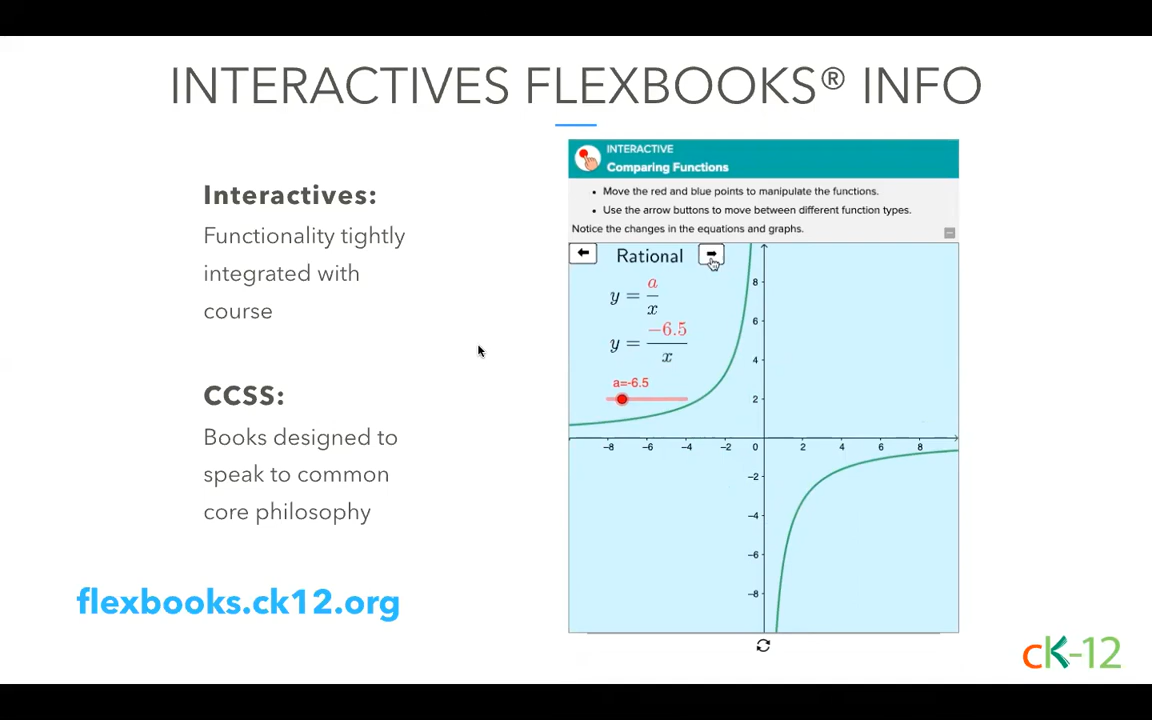 INTERACTIVES FLEXBOOKS® INFO
Interactives:
Functionality tightly
integrated with
course
CCSS:
Books designed to
speak to common
core philosophy
flexbooks.ck12.org
INTERACTIVE
Comparing Functions
• Move the red and blue points to manipulate the functions.
• Use the arrow buttons to move between different function types.
Notice the changes in the equations and graphs.
Rational
y = a/x
y = −6.5/x
a=-6.5
8
6
4
2
−8 −6 −4 −2 0 2 4 6 8
−2
−4
−6
−8
cK-12